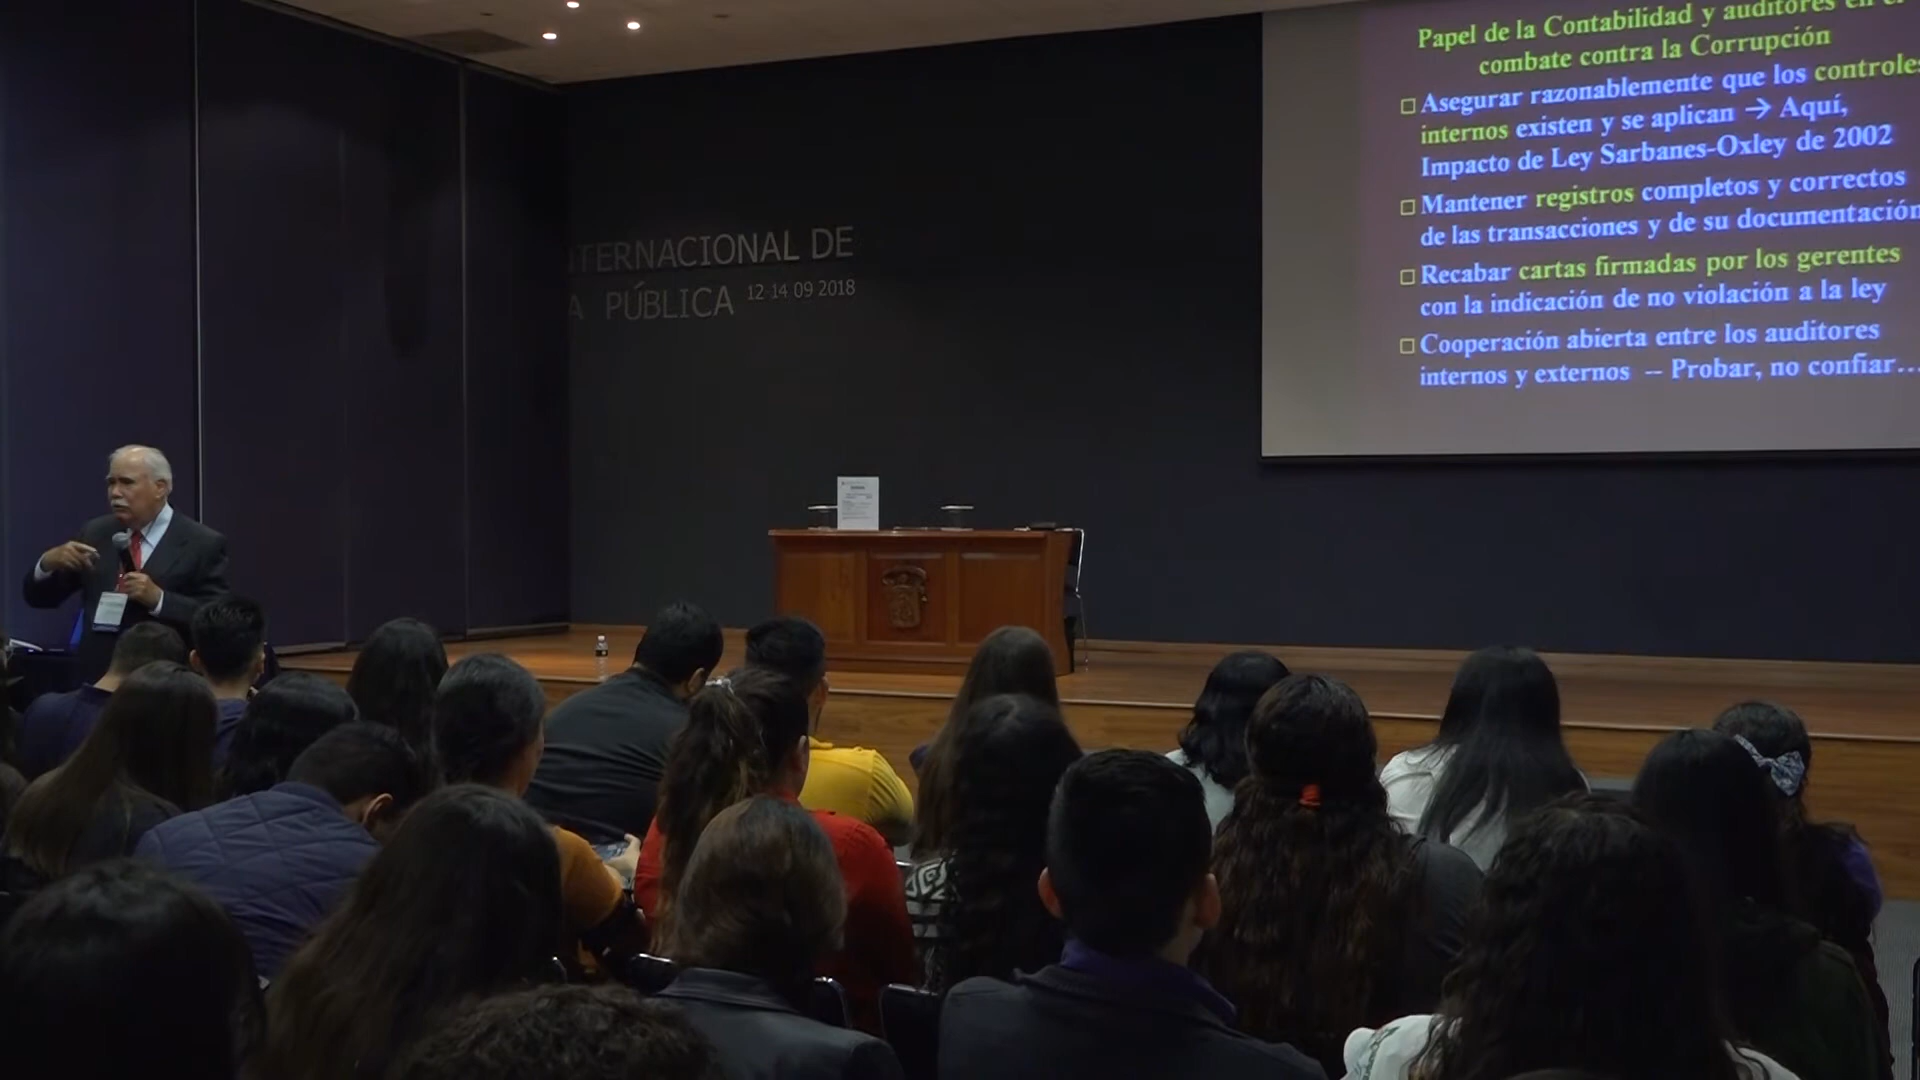 Papel de la Contabilidad y auditores en el
combate contra la Corrupción
Asegurar razonablemente que los controles
internos existen y se aplican → Aquí,
Impacto de Ley Sarbanes-Oxley de 2002
Mantener registros completos y correctos
de las transacciones y de su documentación
Recabar cartas firmadas por los gerentes
con la indicación de no violación a la ley
Cooperación abierta entre los auditores
internos y externos -- Probar, no confiar...
NTERNACIONAL DE
A PÚBLICA 12-14 09 2018